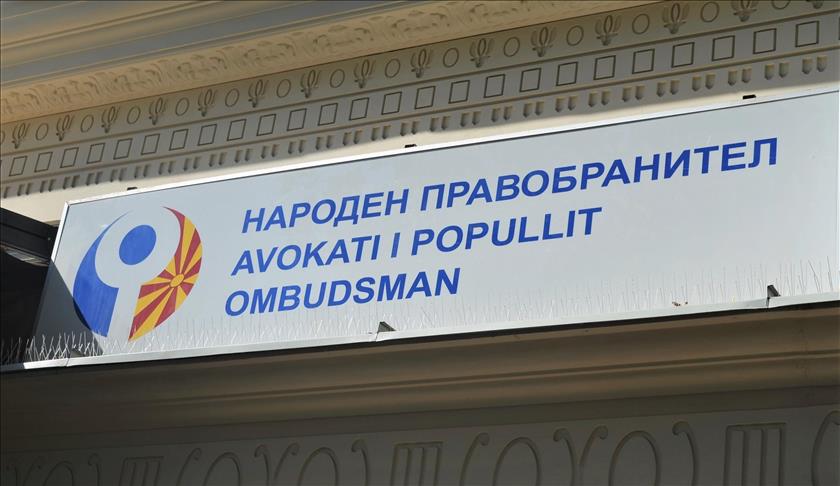 НАРОДЕН ПРАВОБРАНИТЕЛ
AVOKATI I POPULLIT
OMBUDSMAN